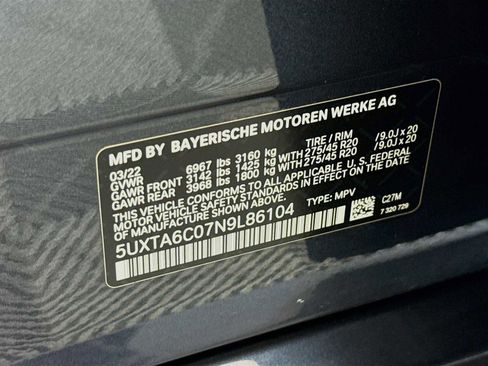 MFD BY BAYERISCHE MOTOREN WERKE AG
03/22 TIRE / RIM
GVWR 6967 lbs 3160 kg
GAWR FRONT 3142 lbs 1425 kg WITH 275/45 R20 /9.0J x 20
GAWR REAR 3968 lbs 1800 kg WITH 275/45 R20 /9.0J x 20
THIS VEHICLE CONFORMS TO ALL APPLICABLE U.S. FEDERAL
MOTOR VEHICLE SAFETY STANDARDS IN EFFECT ON THE
DATE OF MANUFACTURE SHOWN ABOVE.
5UXTA6C07N9L86104 TYPE: MPV C27M
7 320 729